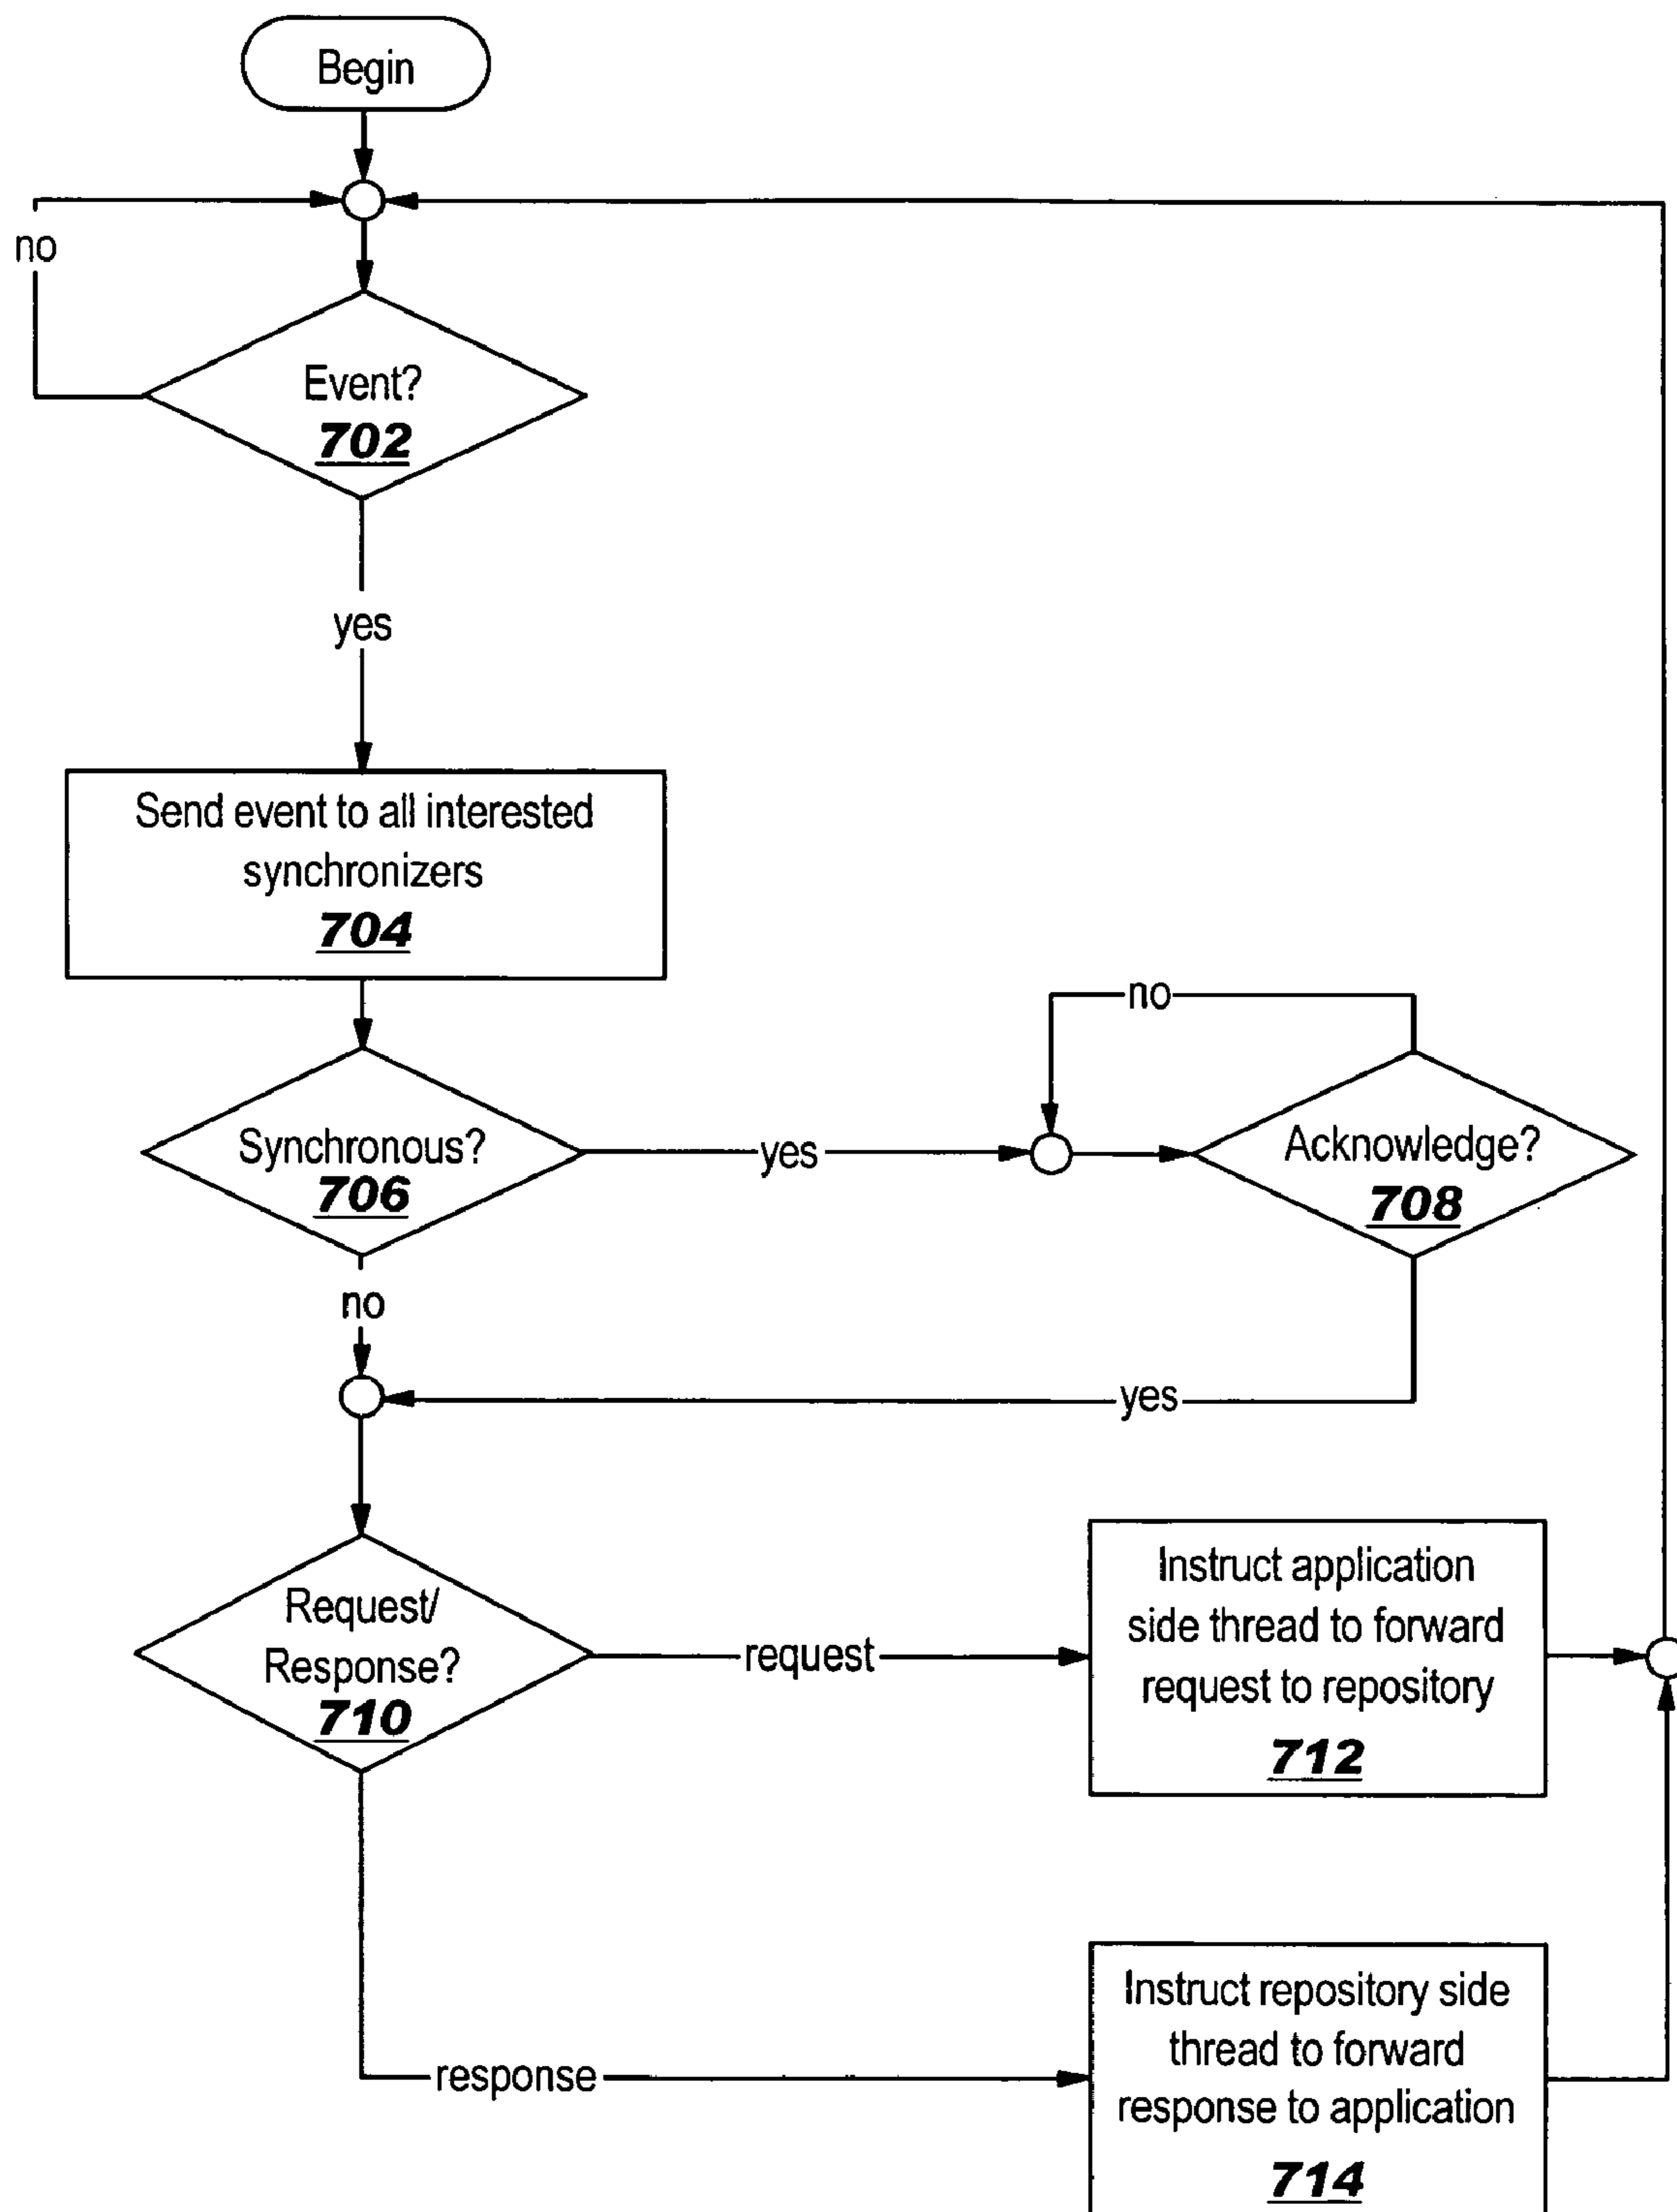 Begin
no
Event?
702
yes
Send event to all interested
synchronizers
704
no
Synchronous?
706
yes
Acknowledge?
708
no
yes
Request/
Response?
710
request
Instruct application
side thread to forward
request to repository
712
response
Instruct repository side
thread to forward
response to application
714